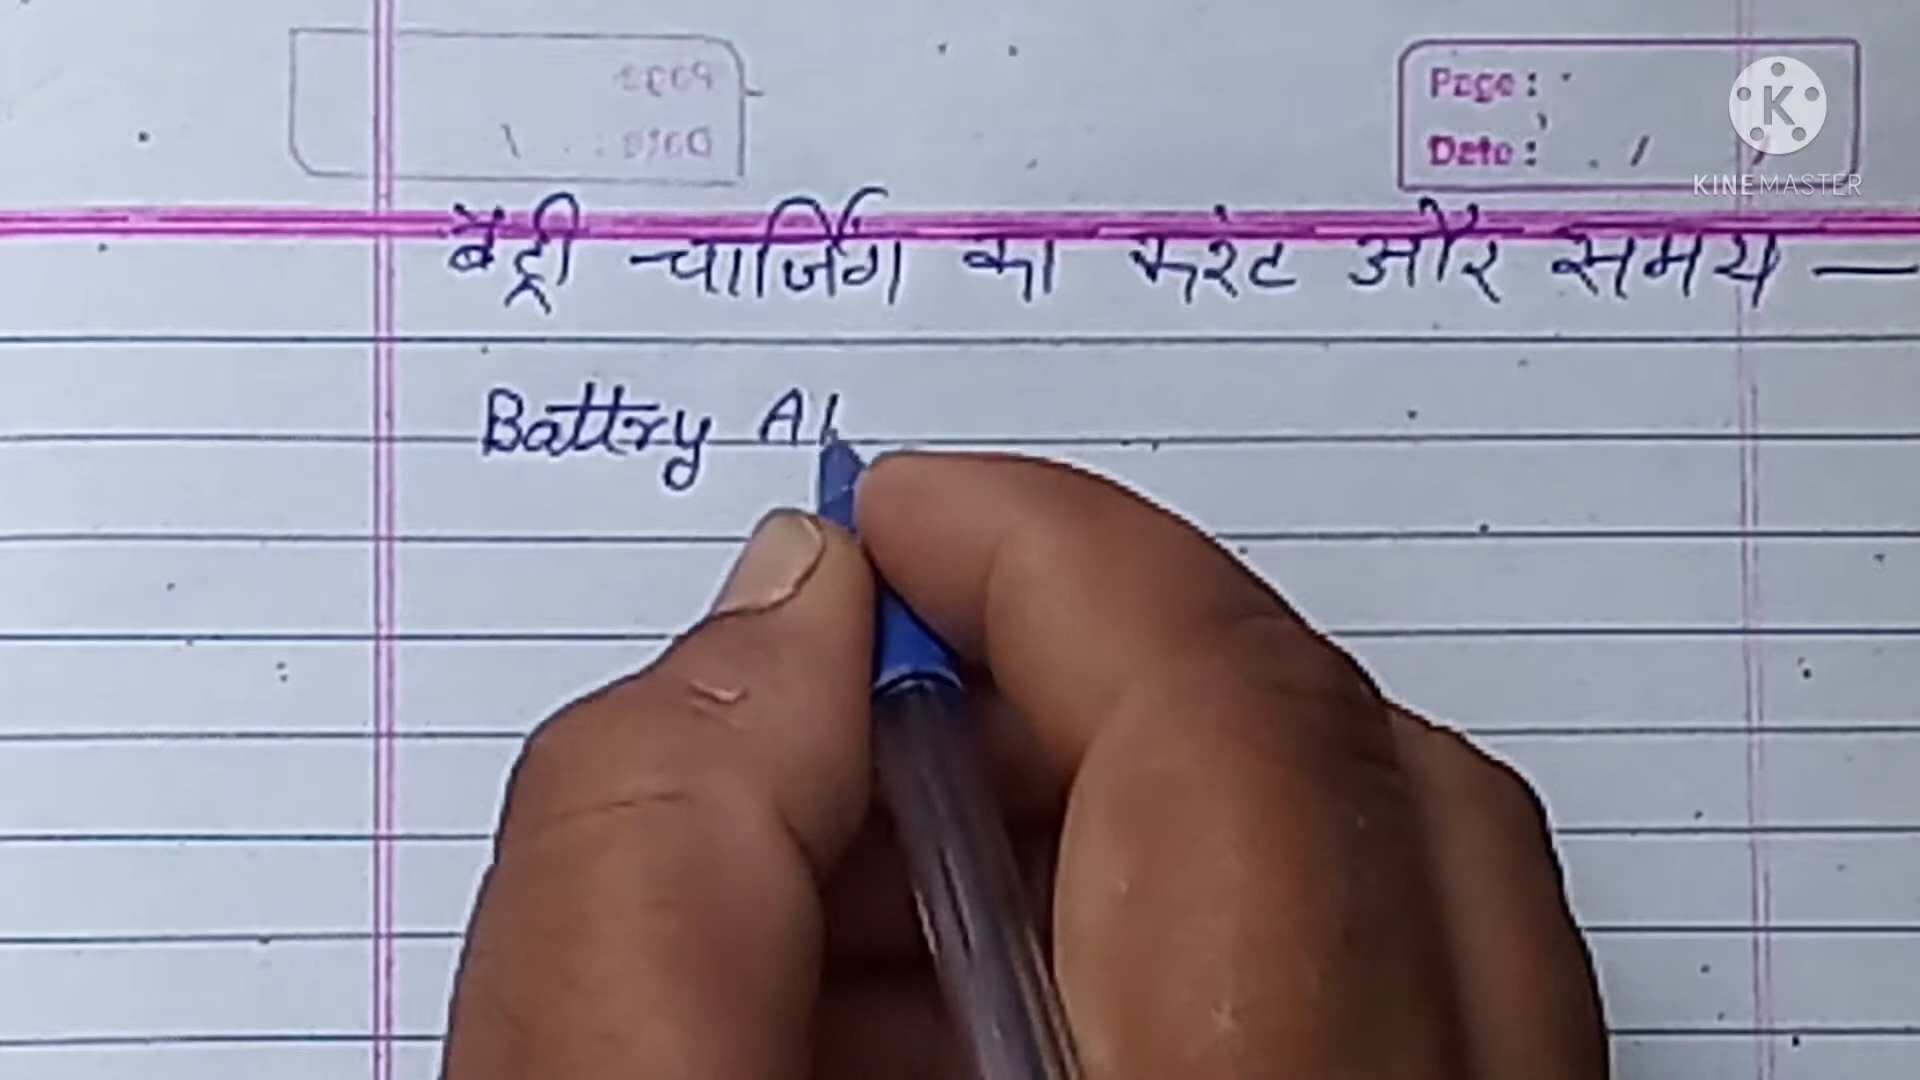 Page:
Date: / /
KINEMASTER
बेट्री चार्जिंग का करंट और समय —
Battry Ah